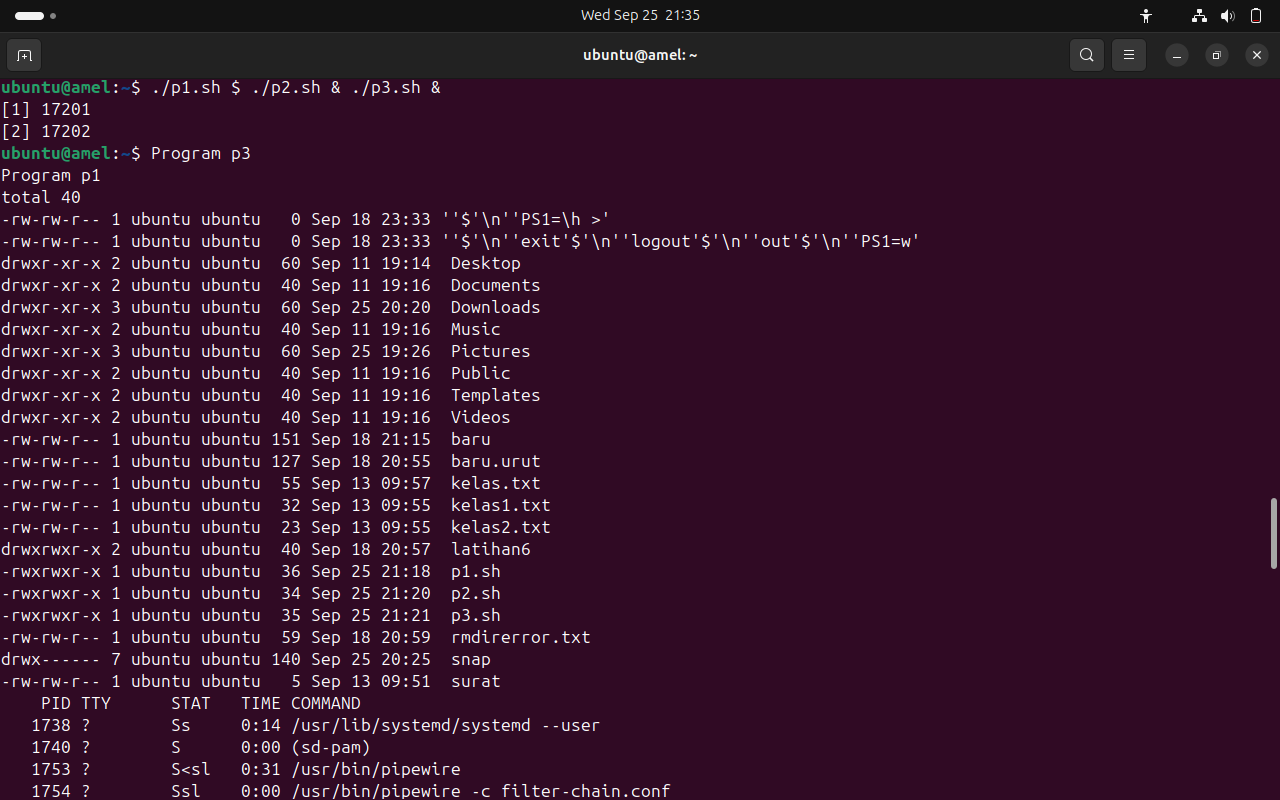 Wed Sep 25 21:35
ubuntu@amel: ~
ubuntu@amel:~$ ./p1.sh $ ./p2.sh & ./p3.sh &
[1] 17201
[2] 17202
ubuntu@amel:~$ Program p3
Program p1
total 40
-rw-rw-r-- 1 ubuntu ubuntu   0 Sep 18 23:33 ''$'\n''PS1=\h >'
-rw-rw-r-- 1 ubuntu ubuntu   0 Sep 18 23:33 ''$'\n''exit'$'\n''logout'$'\n''out'$'\n''PS1=w'
drwxr-xr-x 2 ubuntu ubuntu  60 Sep 11 19:14  Desktop
drwxr-xr-x 2 ubuntu ubuntu  40 Sep 11 19:16  Documents
drwxr-xr-x 3 ubuntu ubuntu  60 Sep 25 20:20  Downloads
drwxr-xr-x 2 ubuntu ubuntu  40 Sep 11 19:16  Music
drwxr-xr-x 3 ubuntu ubuntu  60 Sep 25 19:26  Pictures
drwxr-xr-x 2 ubuntu ubuntu  40 Sep 11 19:16  Public
drwxr-xr-x 2 ubuntu ubuntu  40 Sep 11 19:16  Templates
drwxr-xr-x 2 ubuntu ubuntu  40 Sep 11 19:16  Videos
-rw-rw-r-- 1 ubuntu ubuntu 151 Sep 18 21:15  baru
-rw-rw-r-- 1 ubuntu ubuntu 127 Sep 18 20:55  baru.urut
-rw-rw-r-- 1 ubuntu ubuntu  55 Sep 13 09:57  kelas.txt
-rw-rw-r-- 1 ubuntu ubuntu  32 Sep 13 09:55  kelas1.txt
-rw-rw-r-- 1 ubuntu ubuntu  23 Sep 13 09:55  kelas2.txt
drwxrwxr-x 2 ubuntu ubuntu  40 Sep 18 20:57  latihan6
-rwxrwxr-x 1 ubuntu ubuntu  36 Sep 25 21:18  p1.sh
-rwxrwxr-x 1 ubuntu ubuntu  34 Sep 25 21:20  p2.sh
-rwxrwxr-x 1 ubuntu ubuntu  35 Sep 25 21:21  p3.sh
-rw-rw-r-- 1 ubuntu ubuntu  59 Sep 18 20:59  rmdirerror.txt
drwx------ 7 ubuntu ubuntu 140 Sep 25 20:25  snap
-rw-rw-r-- 1 ubuntu ubuntu   5 Sep 13 09:51  surat
    PID TTY      STAT   TIME COMMAND
   1738 ?        Ss     0:14 /usr/lib/systemd/systemd --user
   1740 ?        S      0:00 (sd-pam)
   1753 ?        S<sl   0:31 /usr/bin/pipewire
   1754 ?        Ssl    0:00 /usr/bin/pipewire -c filter-chain.conf